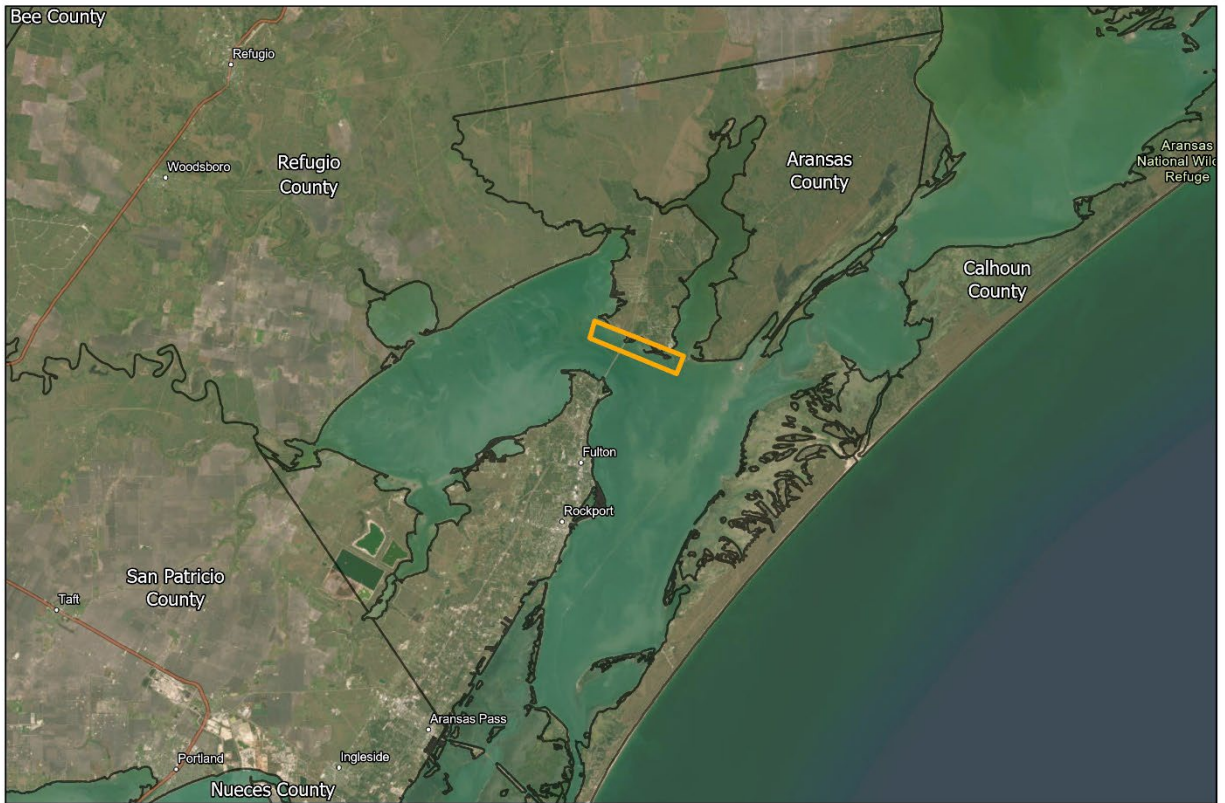 Bee County
Refugio
Woodsboro
Refugio
County
Aransas
County
Aransas
National Wild
Refuge
Calhoun
County
Fulton
Rockport
San Patricio
County
Taft
Aransas Pass
Portland
Ingleside
Nueces County